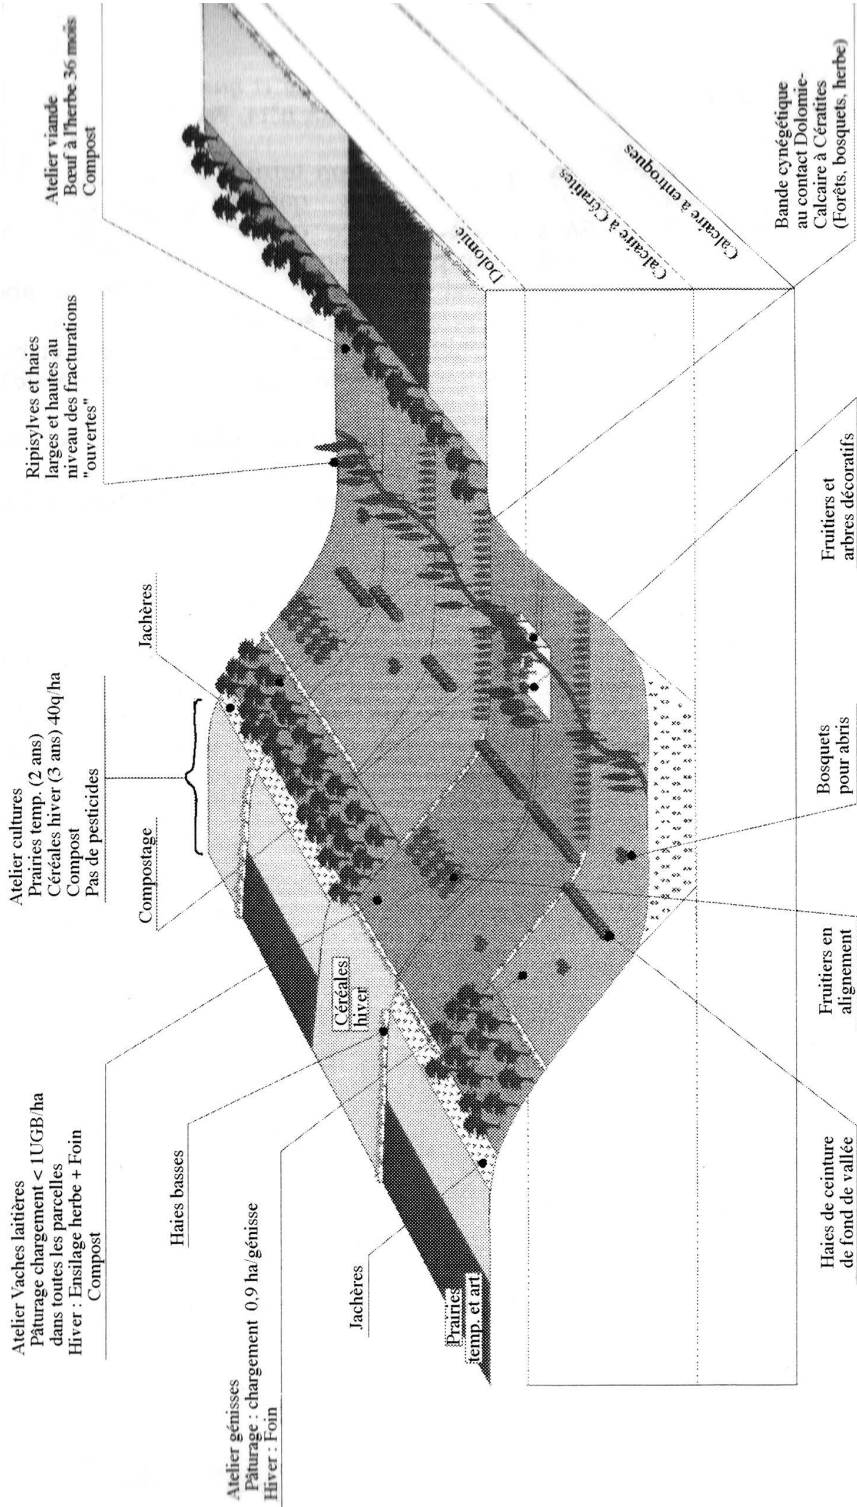 Atelier Vaches laitières
Pâturage chargement < 1UGB/ha
dans toutes les parcelles
Hiver : Ensilage herbe + Foin
Compost
Atelier cultures
Prairies temp. (2 ans)
Céréales hiver (3 ans) 40q/ha
Compost
Pas de pesticides
Ripisylves et haies
larges et hautes au
niveau des fracturations
"ouvertes"
Atelier viande
Bœuf à l'herbe 36 mois
Compost
Jachères
Compostage
Haies basses
Atelier génisses
Pâturage : chargement 0,9 ha/génisse
Hiver : Foin
Jachères
Céréales
hiver
Prairies
temp. et art.
Dolomie
Calcaire à Cératites
Calcaire à entroques
Haies de ceinture
de fond de vallée
Fruitiers en
alignement
Bosquets
pour abris
Fruitiers et
arbres décoratifs
Bande cynégétique
au contact Dolomie-
Calcaire à Cératites
(Forêts, bosquets, herbe)